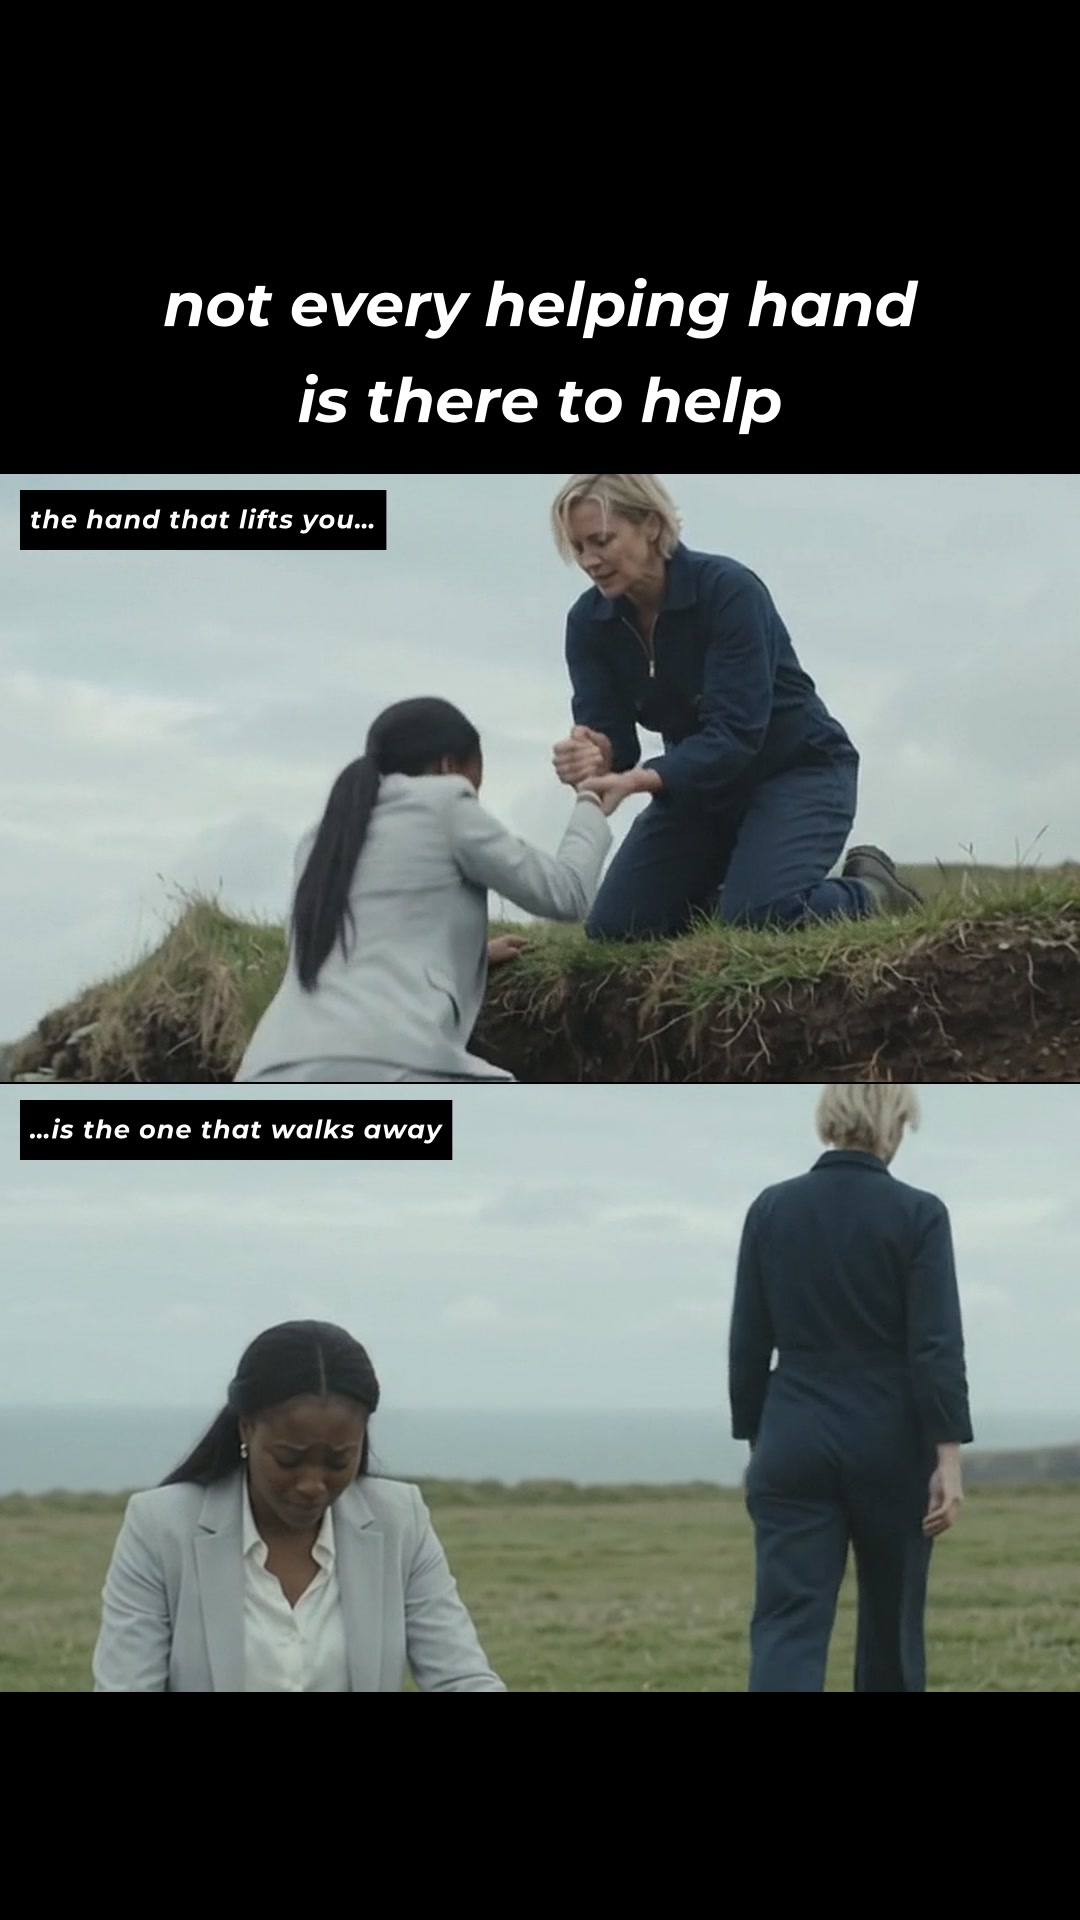 not every helping hand
is there to help
the hand that lifts you...
...is the one that walks away